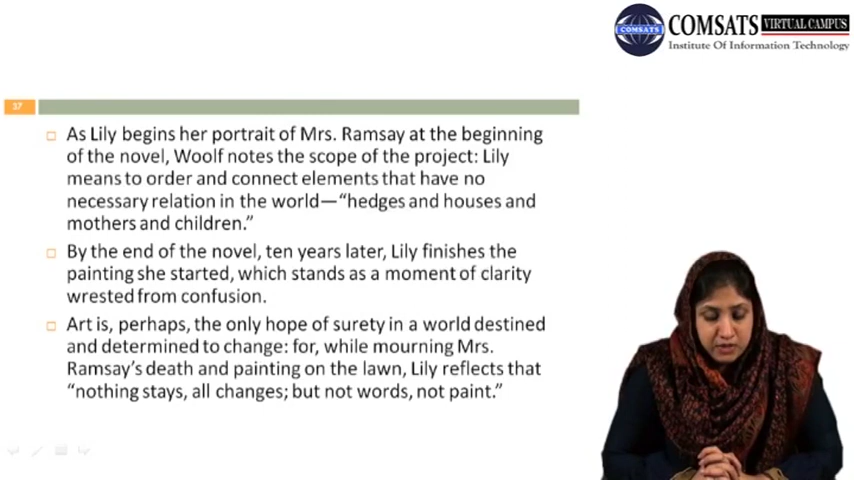 COMSATS
COMSATS VIRTUAL CAMPUS
Institute Of Information Technology
37
As Lily begins her portrait of Mrs. Ramsay at the beginning
of the novel, Woolf notes the scope of the project: Lily
means to order and connect elements that have no
necessary relation in the world—“hedges and houses and
mothers and children.”
By the end of the novel, ten years later, Lily finishes the
painting she started, which stands as a moment of clarity
wrested from confusion.
Art is, perhaps, the only hope of surety in a world destined
and determined to change: for, while mourning Mrs.
Ramsay’s death and painting on the lawn, Lily reflects that
“nothing stays, all changes; but not words, not paint.”